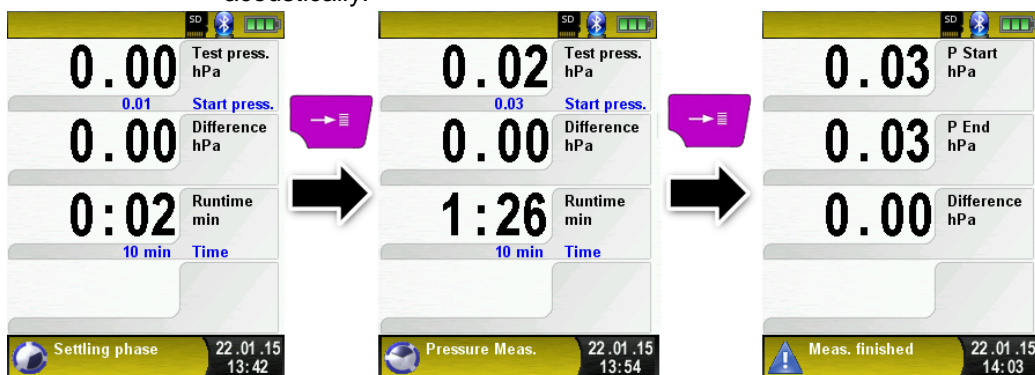 acoustically.
SD
0.00 Test press.
hPa
0.01 Start press.
0.00 Difference
hPa
0:02 Runtime
min
10 min Time
Settling phase 22.01.15
13:42
SD
0.02 Test press.
hPa
0.03 Start press.
0.00 Difference
hPa
1:26 Runtime
min
10 min Time
Pressure Meas. 22.01.15
13:54
SD
0.03 P Start
hPa
0.03 P End
hPa
0.00 Difference
hPa
Meas. finished 22.01.15
14:03